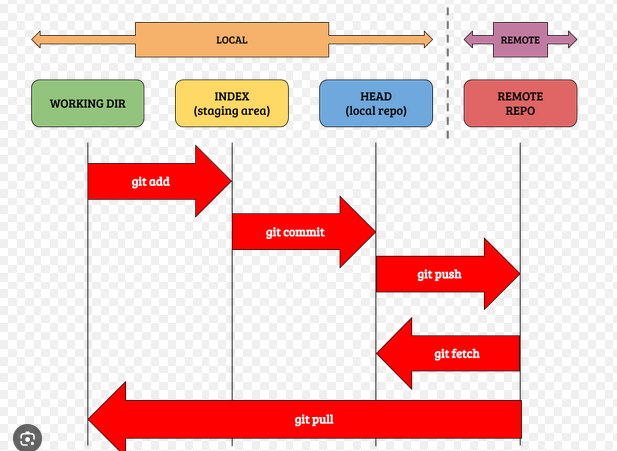 LOCAL
REMOTE
WORKING DIR
INDEX
(staging area)
HEAD
(local repo)
REMOTE
REPO
git add
git commit
git push
git fetch
git pull